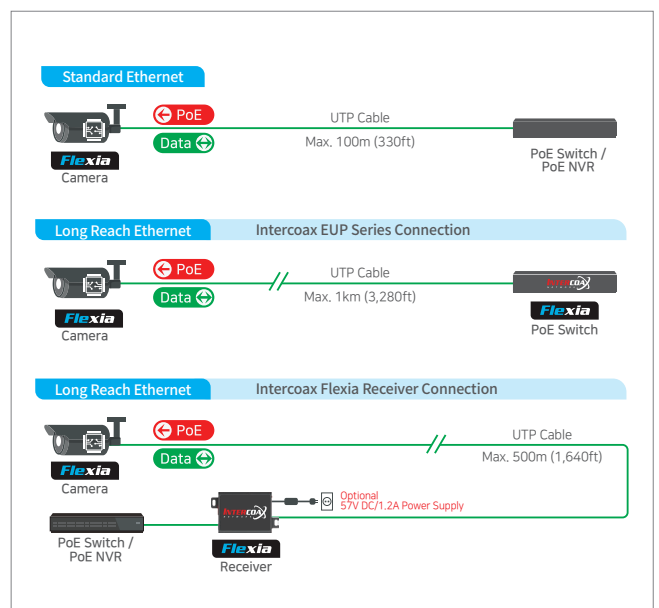 Standard Ethernet
PoE
UTP Cable
Data
Max. 100m (330ft)
PoE Switch /
PoE NVR
Flexia
Camera
Long Reach Ethernet
Intercoax EUP Series Connection
PoE
UTP Cable
Data
Max. 1km (3,280ft)
INTERCOAX
Flexia
Camera
Flexia
PoE Switch
Long Reach Ethernet
Intercoax Flexia Receiver Connection
PoE
UTP Cable
Data
Max. 500m (1,640ft)
Flexia
Camera
Optional
57V DC/1.2A Power Supply
INTERCOAX
PoE Switch /
PoE NVR
Flexia
Receiver